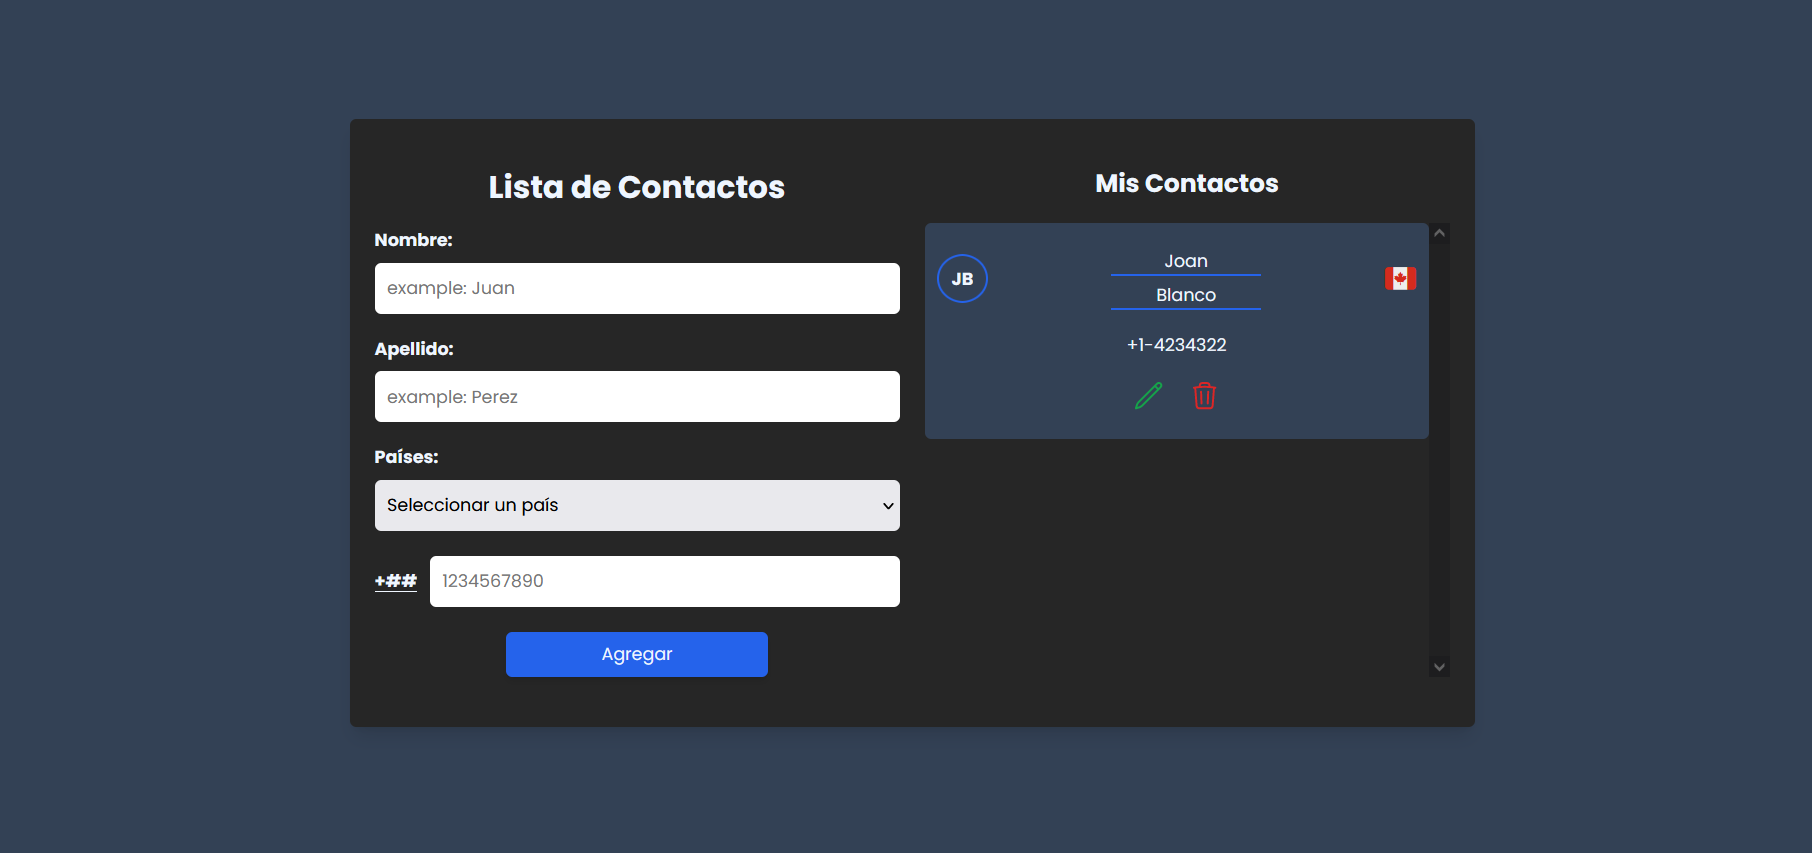 Lista de Contactos
Nombre:
example: Juan
Apellido:
example: Perez
Países:
Seleccionar un país
+##
1234567890
Agregar
Mis Contactos
JB
Joan
Blanco
+1-4234322